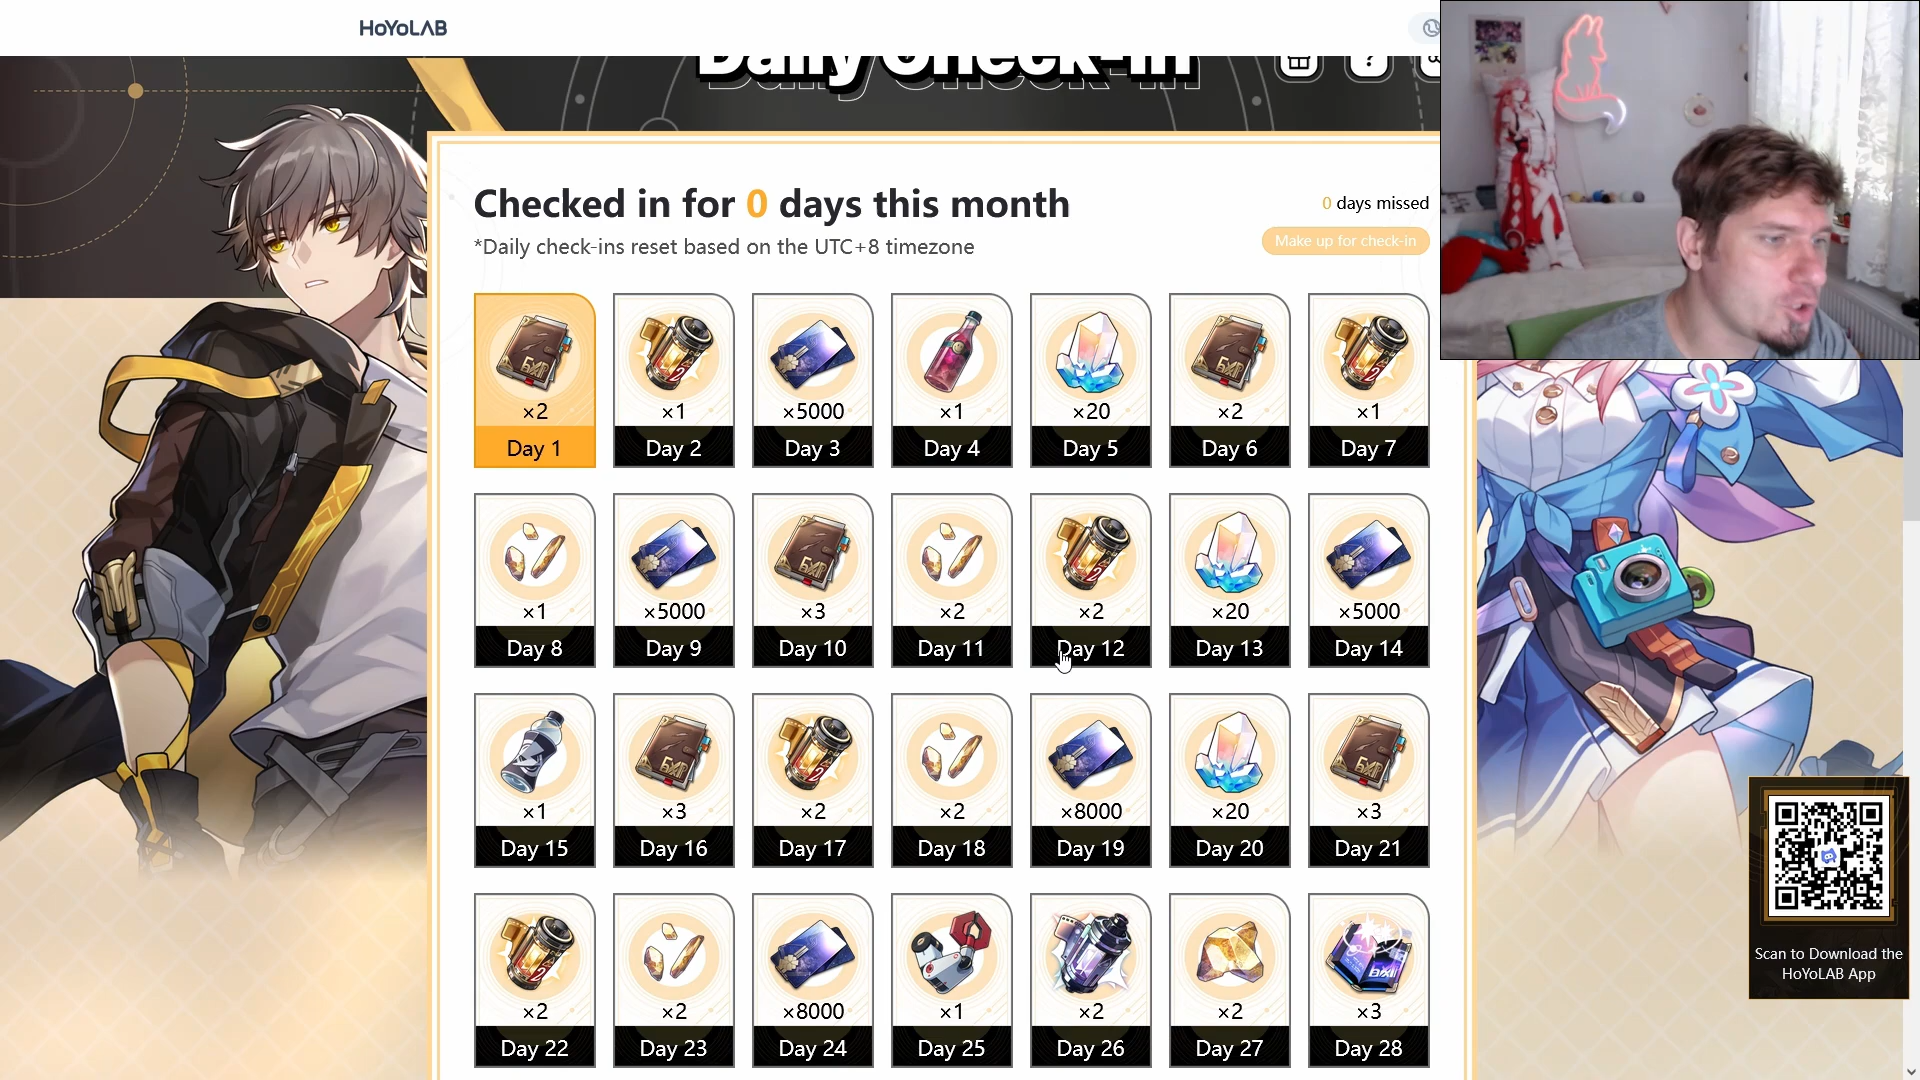 HoYoLAB
Daily Check-in
Checked in for 0 days this month
0 days missed
*Daily check-ins reset based on the UTC+8 timezone
Make up for check-in
×2
×1
×5000
×1
×20
×2
×1
Day 1
Day 2
Day 3
Day 4
Day 5
Day 6
Day 7
×1
×5000
×3
×2
×2
×20
×5000
Day 8
Day 9
Day 10
Day 11
Day 12
Day 13
Day 14
×1
×3
×2
×2
×8000
×20
×3
Day 15
Day 16
Day 17
Day 18
Day 19
Day 20
Day 21
×2
×2
×8000
×1
×2
×2
×3
Day 22
Day 23
Day 24
Day 25
Day 26
Day 27
Day 28
Scan to Download the
HoYoLAB App